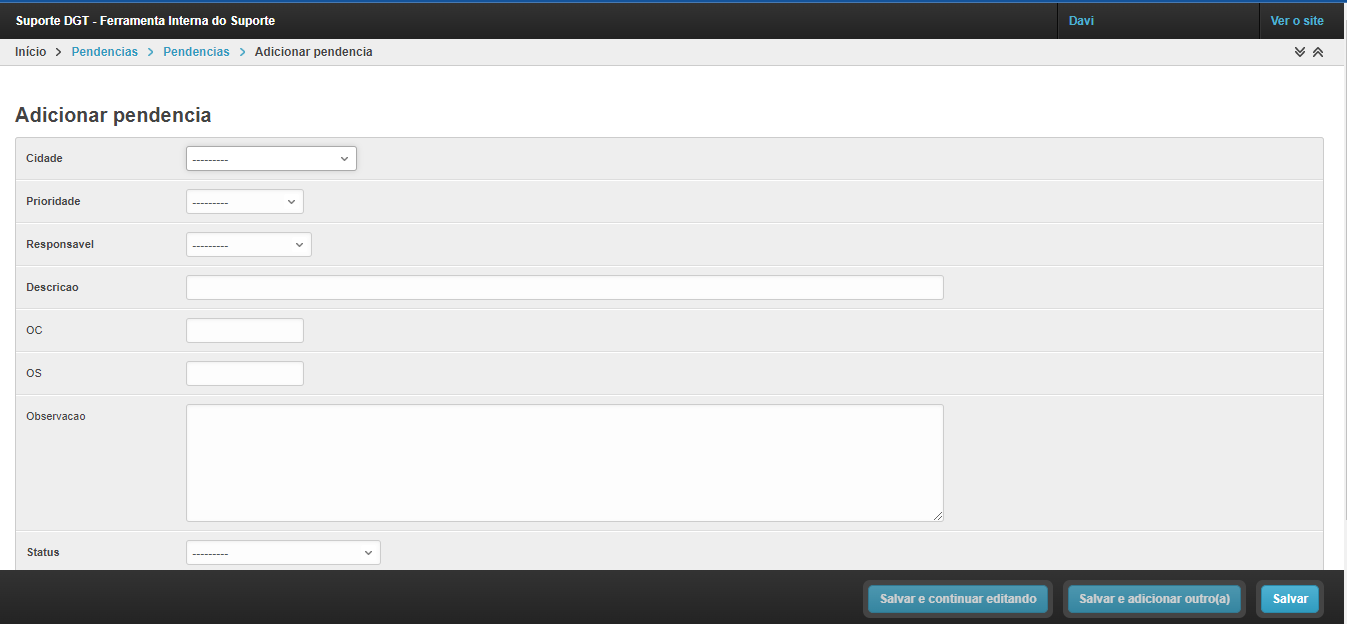 Suporte DGT - Ferramenta Interna do Suporte Davi Ver o site
Início > Pendencias > Pendencias > Adicionar pendencia
Adicionar pendencia
Cidade ---------
Prioridade ---------
Responsavel ---------
Descricao
OC
OS
Observacao
Status ---------
Salvar e continuar editando Salvar e adicionar outro(a) Salvar